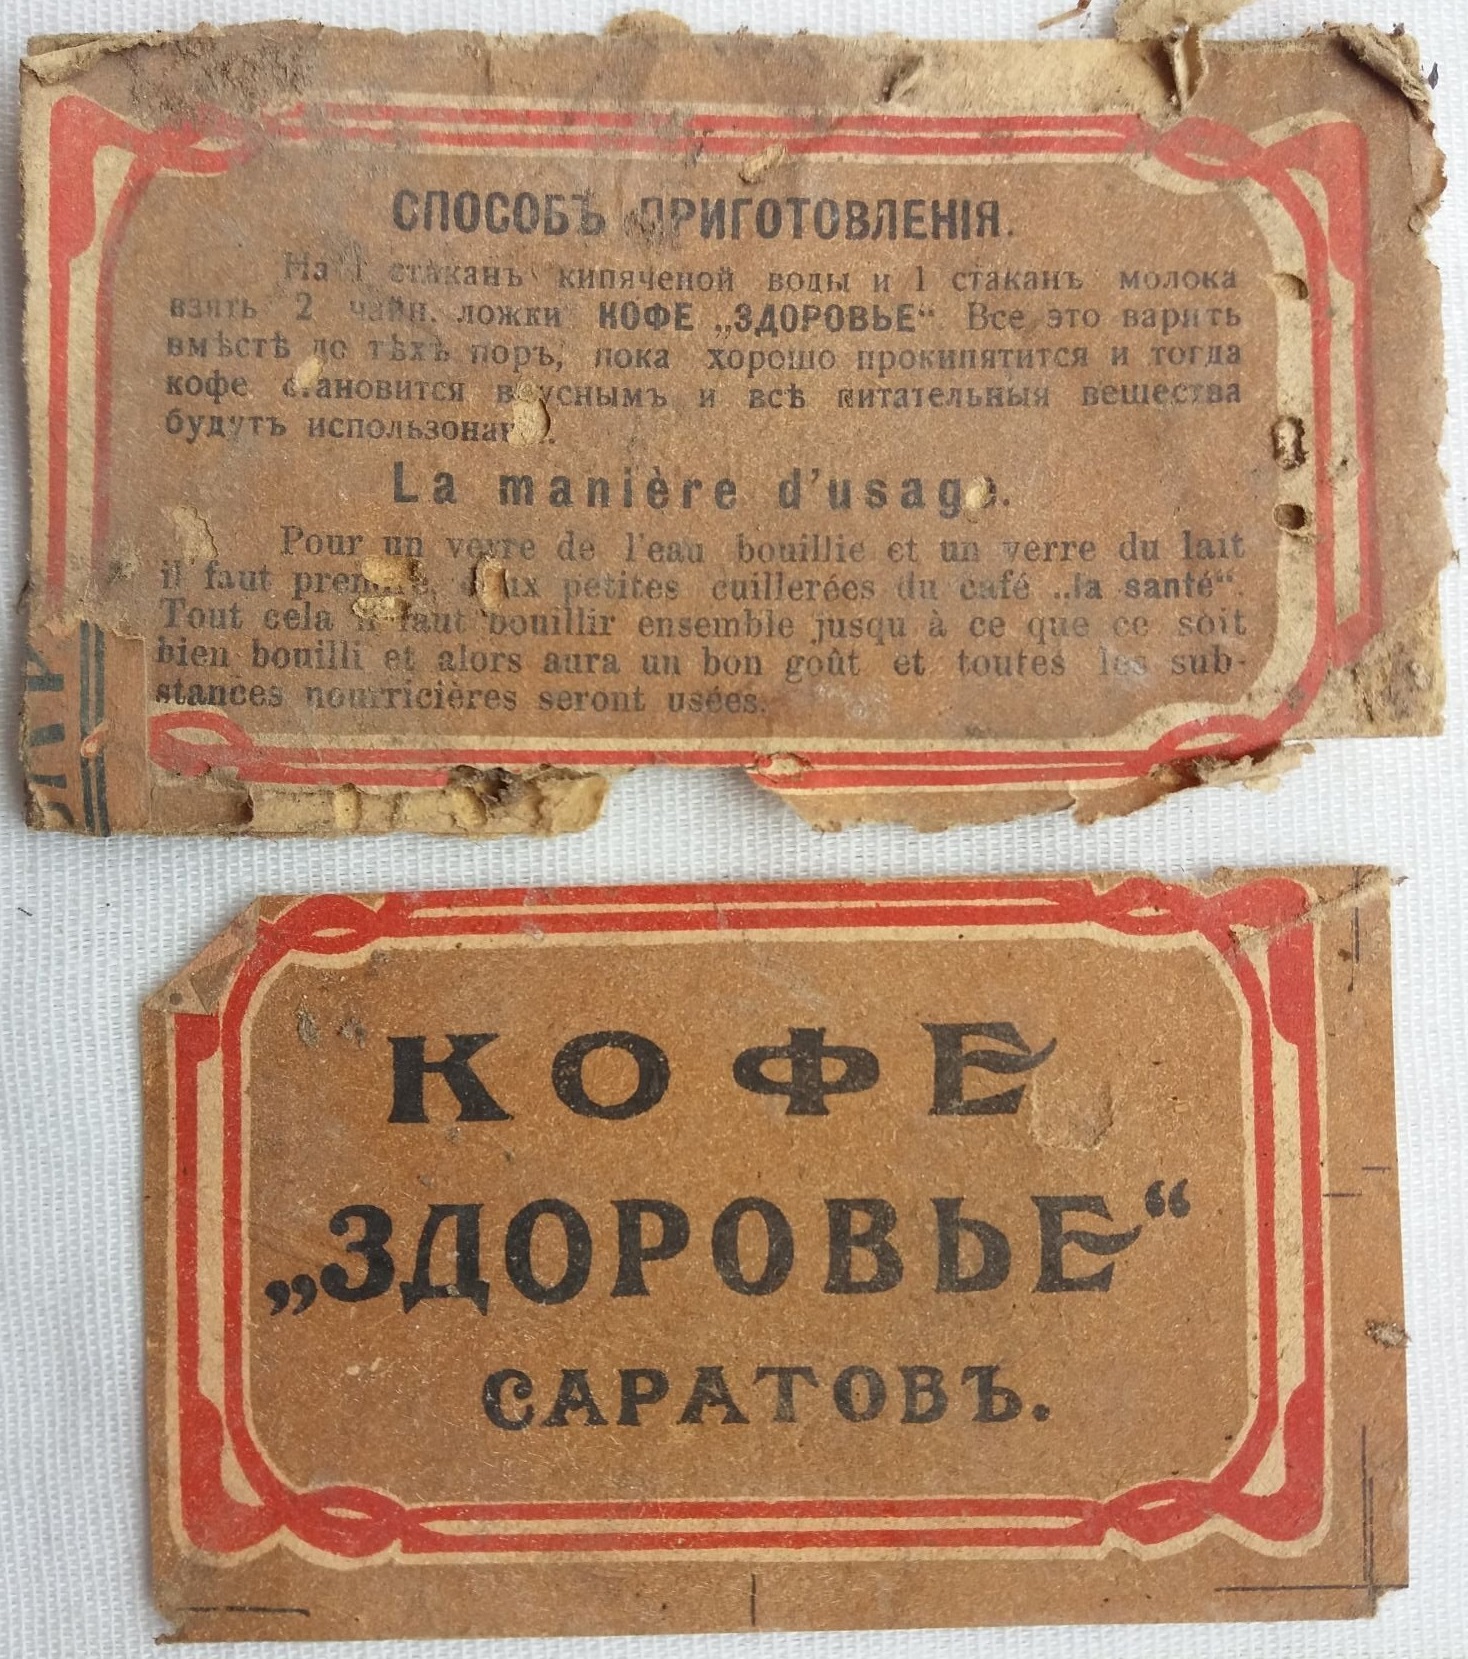 СПОСОБЪ ПРИГОТОВЛЕНІЯ.
На 1 стаканъ кипяченой воды и 1 стаканъ молока
взять 2 чайн. ложки КОФЕ „ЗДОРОВЬЕ“. Все это варить
вмѣстѣ до тѣхъ поръ, пока хорошо прокипятится и тогда
кофе становится вкуснымъ и всѣ питательныя вещества
будутъ
La manière d'usage.
Pour un verre de l'eau bouillie et un verre du lait
il faut prendre, deux petites cuillerées du café „la santé“.
Tout cela il faut bouillir ensemble jusqu à ce que ce soit
bien bouilli et alors aura un bon goût et toutes les sub-
stances nourricières seront usées.
КОФЕ
„ЗДОРОВЬЕ“
САРАТОВЪ.